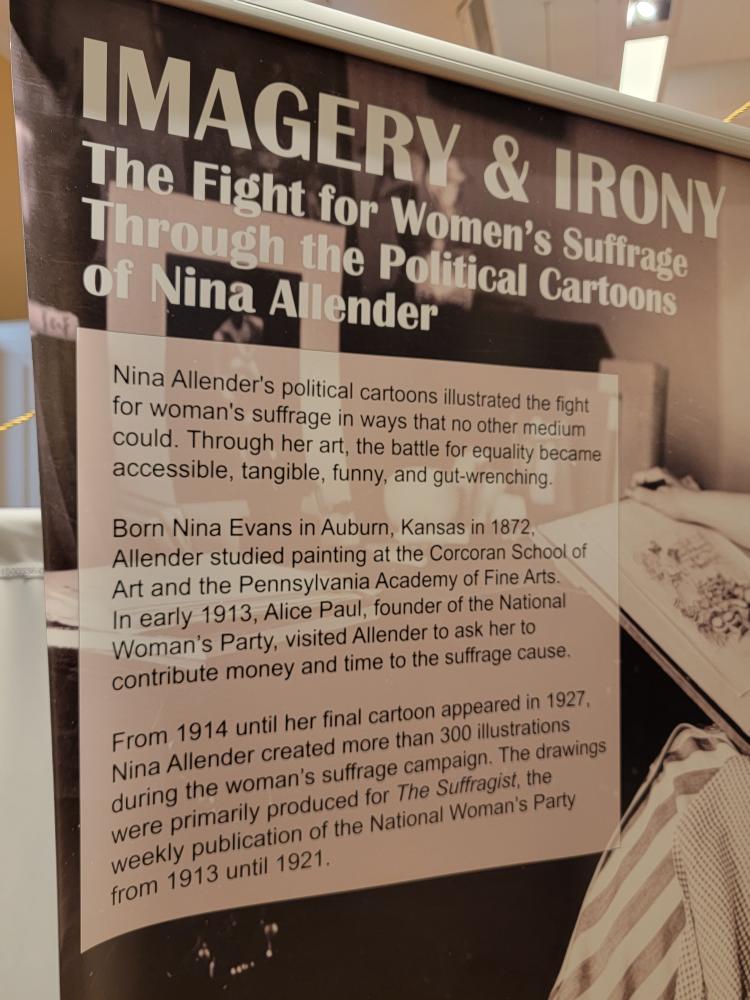 IMAGERY & IRONY
The Fight for Women’s Suffrage
Through the Political Cartoons
of Nina Allender
Nina Allender's political cartoons illustrated the fight
for woman's suffrage in ways that no other medium
could. Through her art, the battle for equality became
accessible, tangible, funny, and gut-wrenching.
Born Nina Evans in Auburn, Kansas in 1872,
Allender studied painting at the Corcoran School of
Art and the Pennsylvania Academy of Fine Arts.
In early 1913, Alice Paul, founder of the National
Woman’s Party, visited Allender to ask her to
contribute money and time to the suffrage cause.
From 1914 until her final cartoon appeared in 1927,
Nina Allender created more than 300 illustrations
during the woman’s suffrage campaign. The drawings
were primarily produced for The Suffragist, the
weekly publication of the National Woman’s Party
from 1913 until 1921.